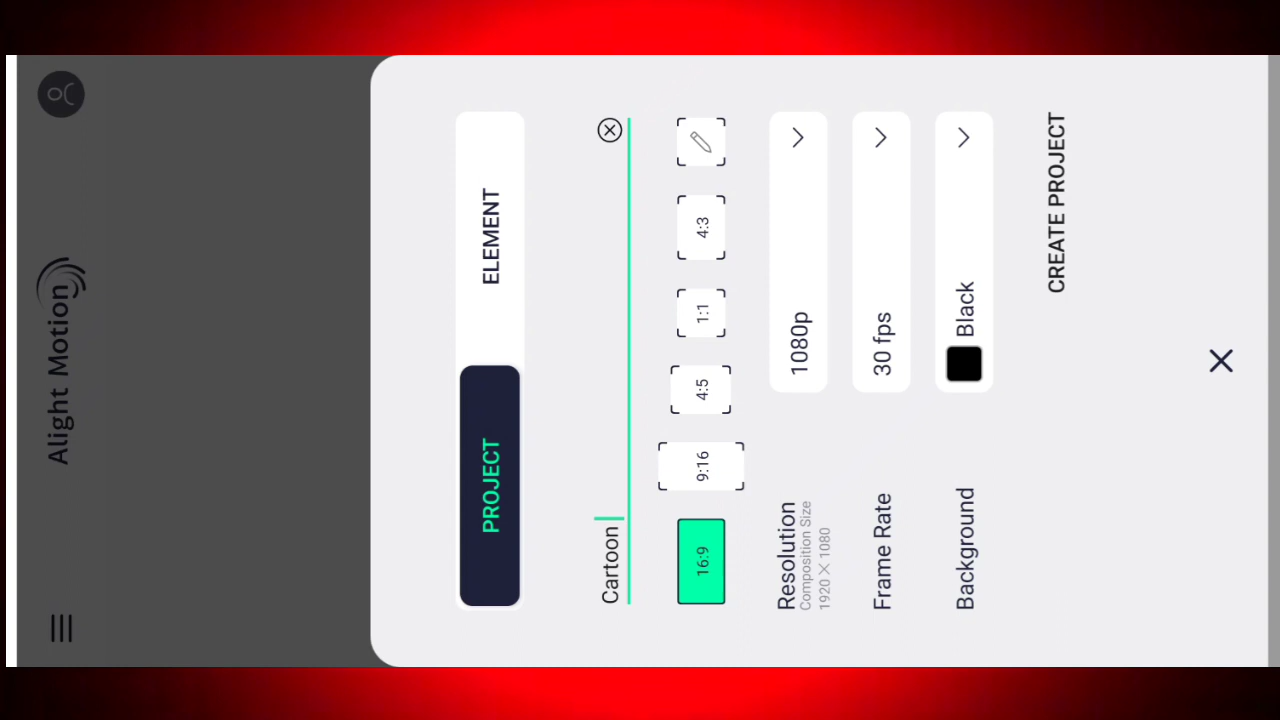 Alight Motion
PROJECT ELEMENT
Cartoon
16:9 9:16 4:5 1:1 4:3
Resolution 1080p
Composition Size
1920 × 1080
Frame Rate 30 fps
Background Black
CREATE PROJECT